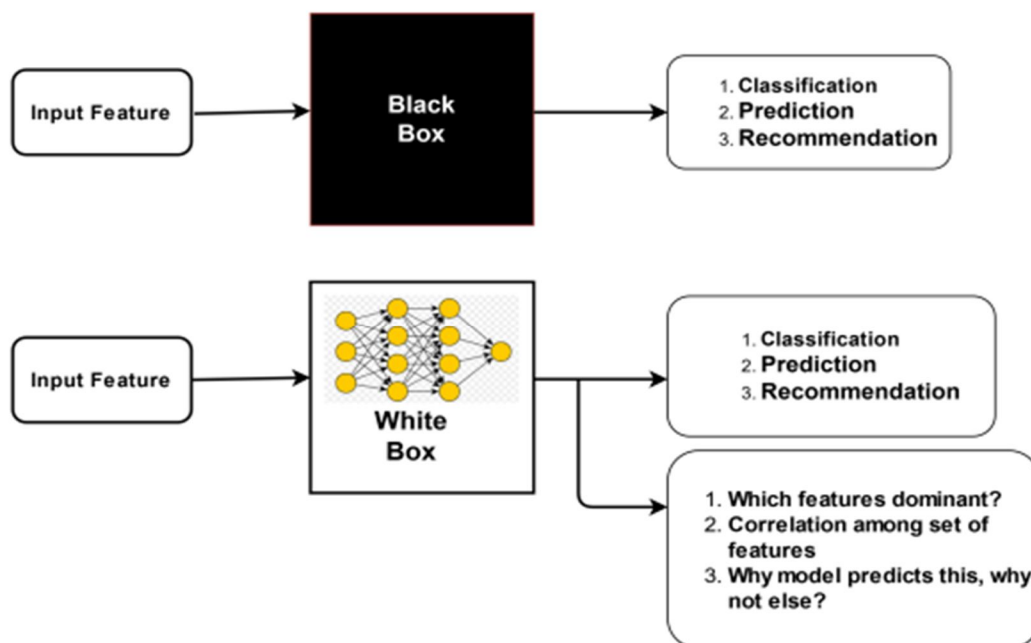 Input Feature
Black
Box
1. Classification
2. Prediction
3. Recommendation
Input Feature
White
Box
1. Classification
2. Prediction
3. Recommendation
1. Which features dominant?
2. Correlation among set of
features
3. Why model predicts this, why
not else?